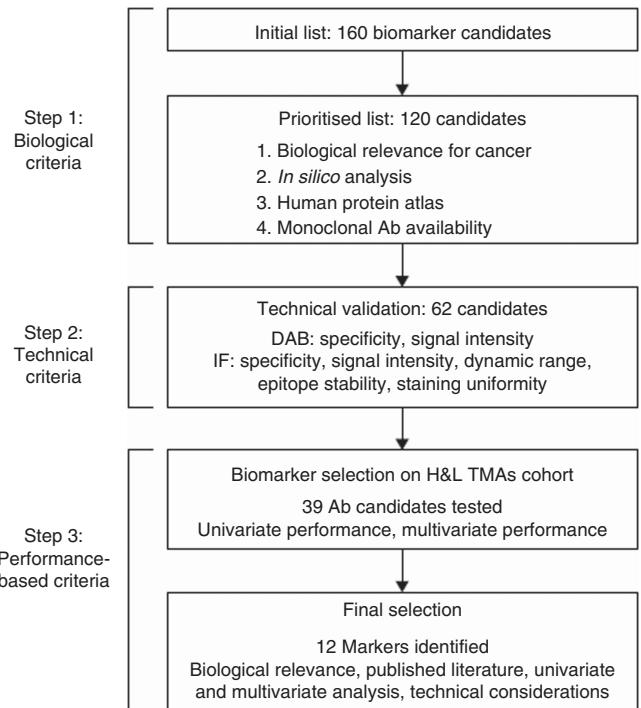 Initial list: 160 biomarker candidates
Step 1:
Biological
criteria
Prioritised list: 120 candidates
1. Biological relevance for cancer
2. In silico analysis
3. Human protein atlas
4. Monoclonal Ab availability
Step 2:
Technical
criteria
Technical validation: 62 candidates
DAB: specificity, signal intensity
IF: specificity, signal intensity, dynamic range,
epitope stability, staining uniformity
Step 3:
Performance-
based criteria
Biomarker selection on H&L TMAs cohort
39 Ab candidates tested
Univariate performance, multivariate performance
Final selection
12 Markers identified
Biological relevance, published literature, univariate
and multivariate analysis, technical considerations